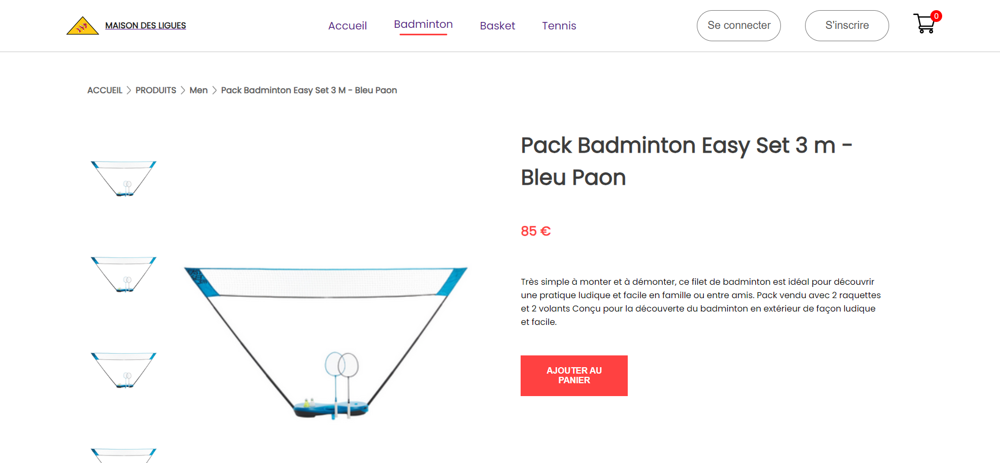 MAISON DES LIGUES
Accueil
Badminton
Basket
Tennis
Se connecter
S'inscrire
0
ACCUEIL > PRODUITS > Men > Pack Badminton Easy Set 3 M - Bleu Paon
Pack Badminton Easy Set 3 m -
Bleu Paon
85 €
Très simple à monter et à démonter, ce filet de badminton est idéal pour découvrir
une pratique ludique et facile en famille ou entre amis. Pack vendu avec 2 raquettes
et 2 volants Conçu pour la découverte du badminton en extérieur de façon ludique
et facile.
AJOUTER AU
PANIER